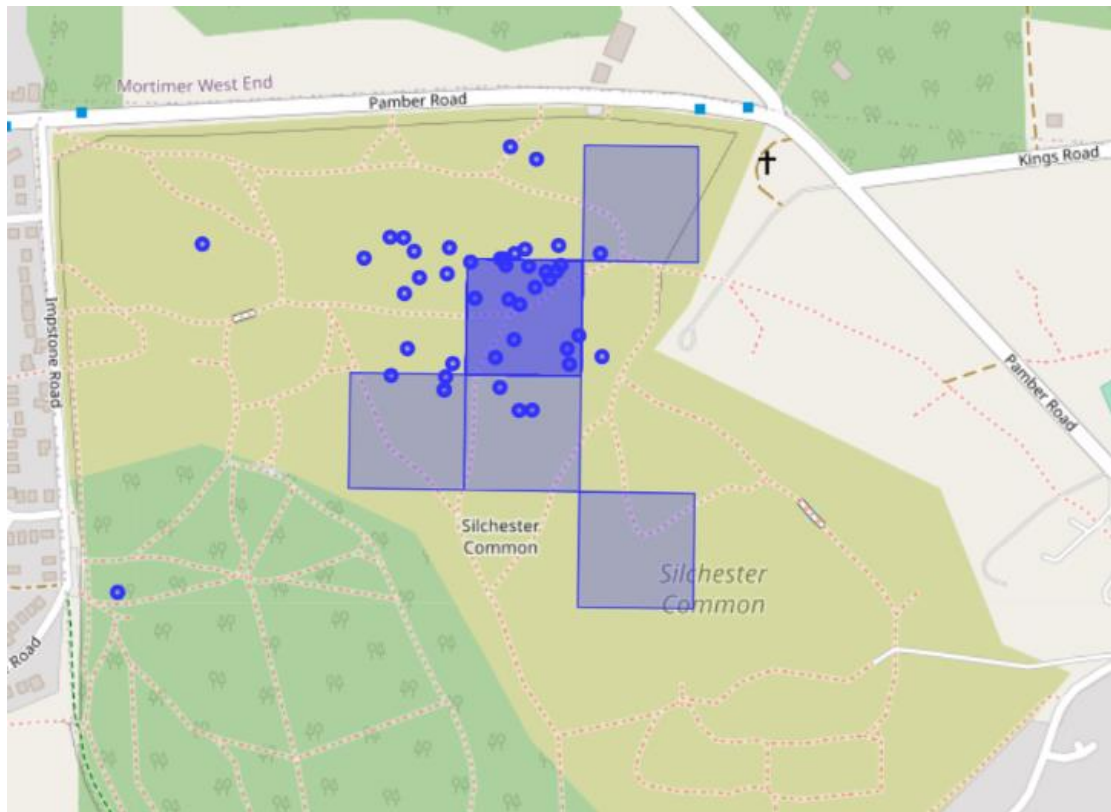 Mortimer West End
Pamber Road
Kings Road
Impstone Road
Pamber Road
Silchester
Common
Silchester
Common
Road